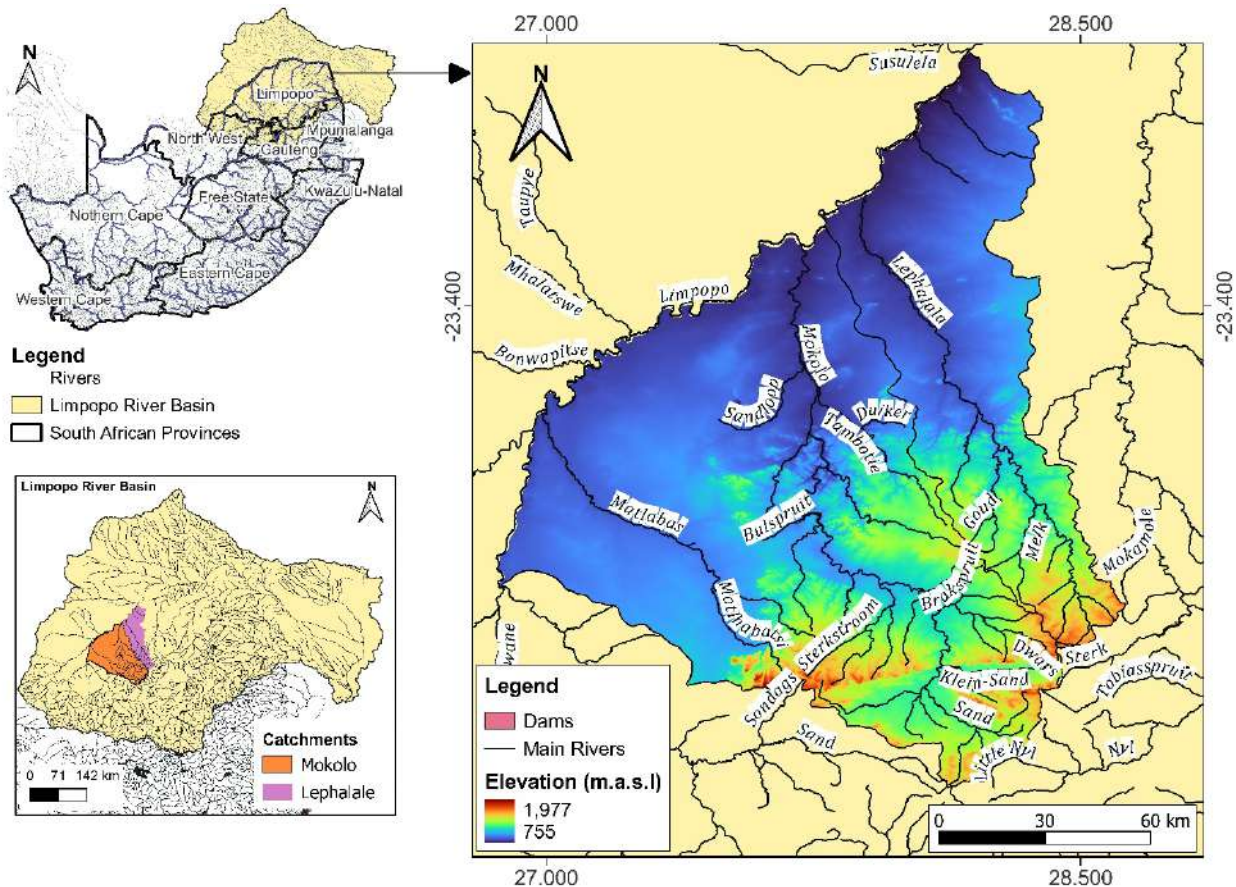 N
Limpopo
North West
Mpumalanga
Gauteng
Free State
KwaZulu-Natal
Nothern Cape
Eastern Cape
Western Cape
Legend
Rivers
Limpopo River Basin
South African Provinces
Limpopo River Basin
N
0 71 142 km
Catchments
Mokolo
Lephalale
27.000
28.500
-23.400
-23.400
27.000
28.500
N
Susulela
Taupye
Mhalatswe
Limpopo
Bonwapitse
Lephalala
Mokolo
Sandlopp
Duiker
Tambotie
Matlabas
Bulspruit
Goud
Melk
Mokamole
Brakspruit
Matlhabatsi
Sterkstroom
Dwars
Sterk
Klein-Sand
Tabiasspruit
Sondags
Sand
Sand
Little Nyl
Nyl
Legend
Dams
Main Rivers
Elevation (m.a.s.l)
1,977
755
0 30 60 km